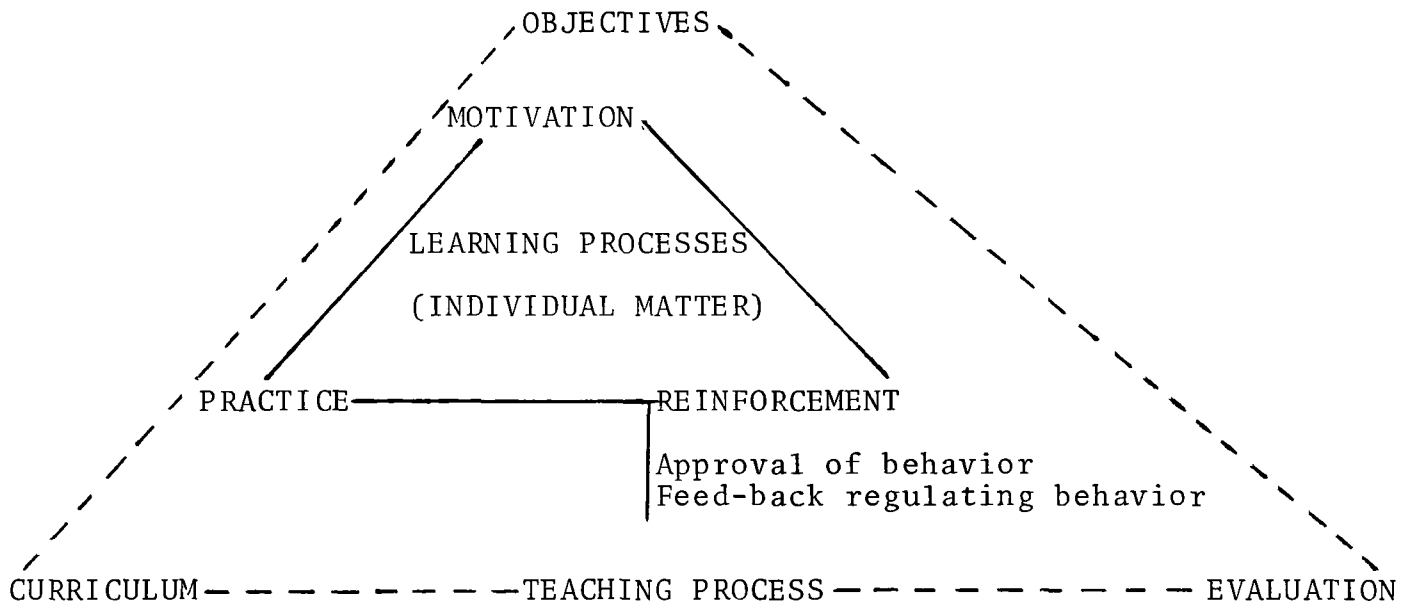 OBJECTIVES
MOTIVATION
LEARNING PROCESSES
(INDIVIDUAL MATTER)
PRACTICE REINFORCEMENT
Approval of behavior
Feed-back regulating behavior
CURRICULUM TEACHING PROCESS EVALUATION